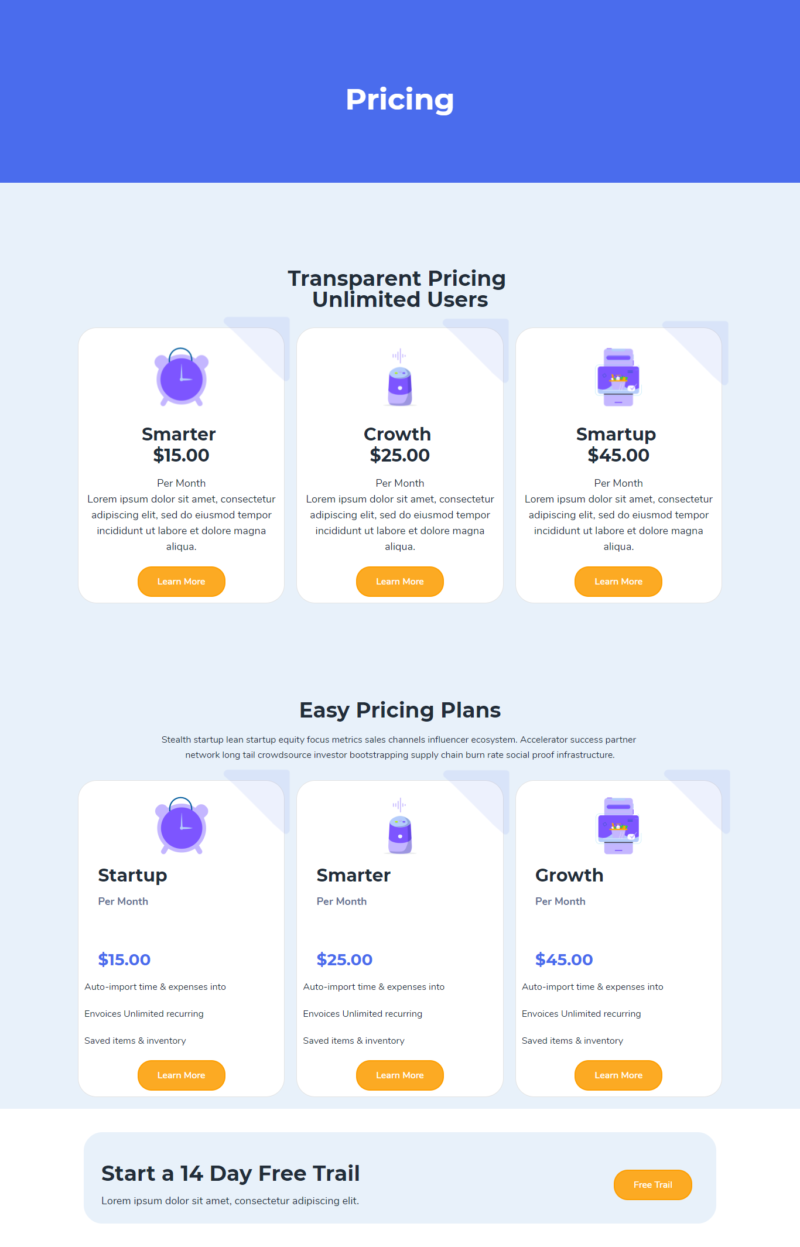 Pricing
Transparent Pricing
Unlimited Users
Smarter
$15.00
Per Month
Lorem ipsum dolor sit amet, consectetur
adipiscing elit, sed do eiusmod tempor
incididunt ut labore et dolore magna
aliqua.
Learn More
Crowth
$25.00
Per Month
Lorem ipsum dolor sit amet, consectetur
adipiscing elit, sed do eiusmod tempor
incididunt ut labore et dolore magna
aliqua.
Learn More
Smartup
$45.00
Per Month
Lorem ipsum dolor sit amet, consectetur
adipiscing elit, sed do eiusmod tempor
incididunt ut labore et dolore magna
aliqua.
Learn More
Easy Pricing Plans
Stealth startup lean startup equity focus metrics sales channels influencer ecosystem. Accelerator success partner
network long tail crowdsource investor bootstrapping supply chain burn rate social proof infrastructure.
Startup
Per Month
$15.00
Auto-import time & expenses into
Envoices Unlimited recurring
Saved items & inventory
Learn More
Smarter
Per Month
$25.00
Auto-import time & expenses into
Envoices Unlimited recurring
Saved items & inventory
Learn More
Growth
Per Month
$45.00
Auto-import time & expenses into
Envoices Unlimited recurring
Saved items & inventory
Learn More
Start a 14 Day Free Trail
Lorem ipsum dolor sit amet, consectetur adipiscing elit.
Free Trail